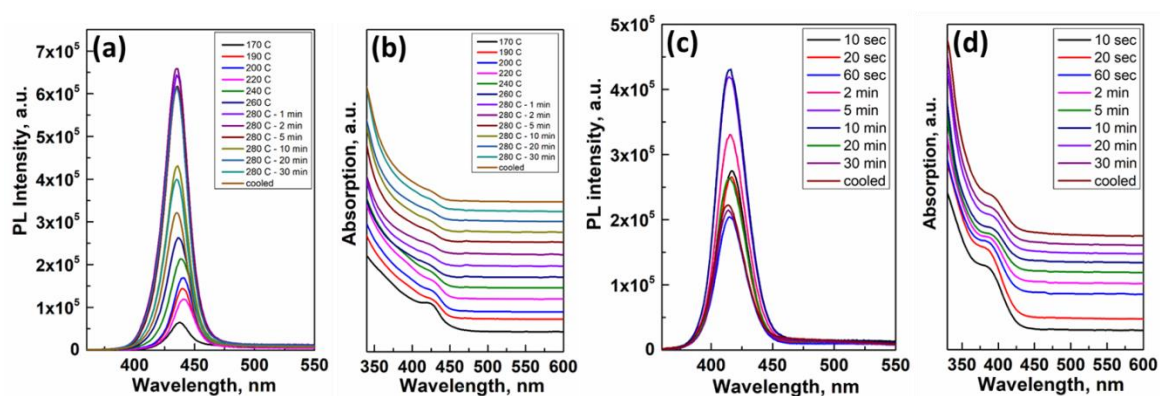 (a)
PL Intensity, a.u.
7x10⁵
6x10⁵
5x10⁵
4x10⁵
3x10⁵
2x10⁵
1x10⁵
0
400 450 500 550
Wavelength, nm
170 C
190 C
200 C
220 C
240 C
260 C
280 C - 1 min
280 C - 2 min
280 C - 5 min
280 C - 10 min
280 C - 20 min
280 C - 30 min
cooled
(b)
Absorption, a.u.
350 400 450 500 550 600
Wavelength, nm
170 C
190 C
200 C
220 C
240 C
260 C
280 C - 1 min
280 C - 2 min
280 C - 5 min
280 C - 10 min
280 C - 20 min
280 C - 30 min
cooled
(c)
PL intensity, a.u.
5x10⁵
4x10⁵
3x10⁵
2x10⁵
1x10⁵
0
400 450 500 550
Wavelength, nm
10 sec
20 sec
60 sec
2 min
5 min
10 min
20 min
30 min
cooled
(d)
Absorption, a.u.
350 400 450 500 550 600
Wavelength, nm
10 sec
20 sec
60 sec
2 min
5 min
10 min
20 min
30 min
cooled